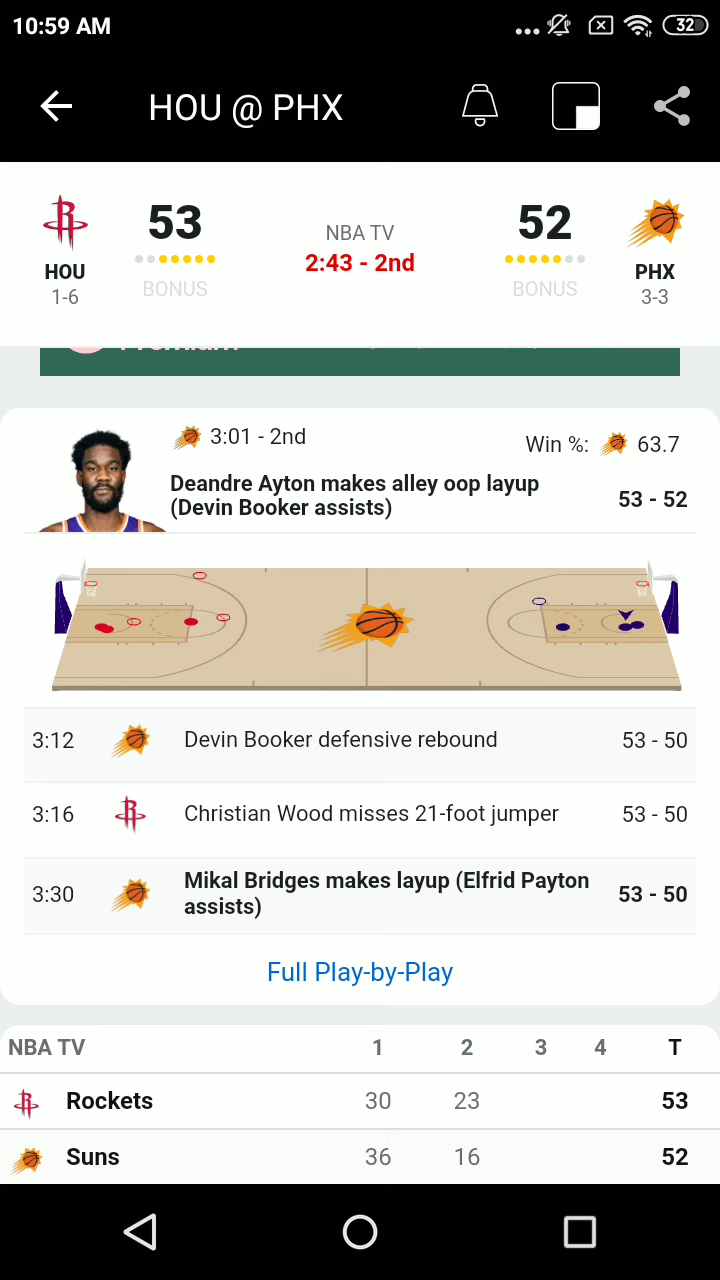 10:59 AM
32
HOU @ PHX
53
52
NBA TV
2:43 - 2nd
HOU
PHX
1-6
BONUS
BONUS
3-3
3:01 - 2nd
Win %:
63.7
Deandre Ayton makes alley oop layup
(Devin Booker assists)
53 - 52
3:12
Devin Booker defensive rebound
53 - 50
3:16
Christian Wood misses 21-foot jumper
53 - 50
3:30
Mikal Bridges makes layup (Elfrid Payton
assists)
53 - 50
Full Play-by-Play
NBA TV 1 2 3 4 T
Rockets 30 23 53
Suns 36 16 52